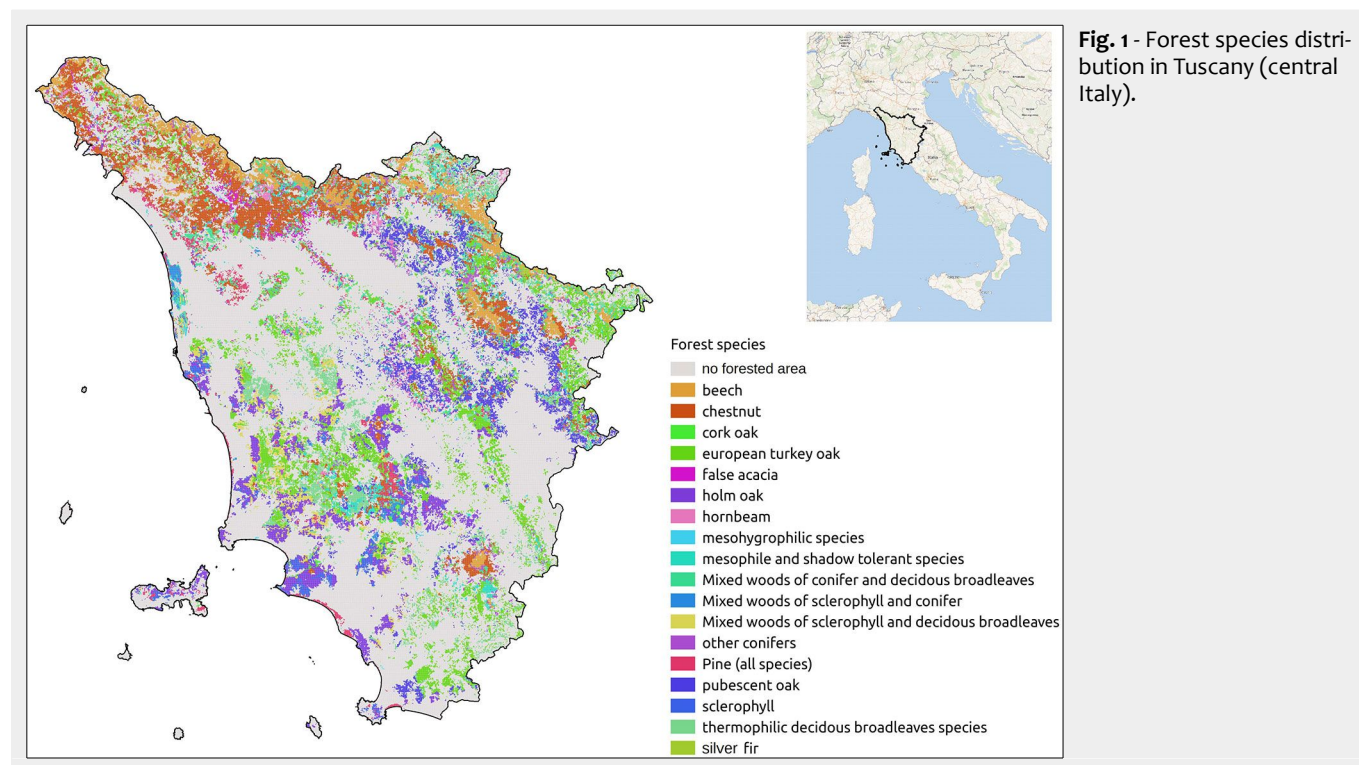 Fig. 1 - Forest species distri-
bution in Tuscany (central
Italy).
Forest species
no forested area
beech
chestnut
cork oak
european turkey oak
false acacia
holm oak
hornbeam
mesohygrophilic species
mesophile and shadow tolerant species
Mixed woods of conifer and decidous broadleaves
Mixed woods of sclerophyll and conifer
Mixed woods of sclerophyll and decidous broadleaves
other conifers
Pine (all species)
pubescent oak
sclerophyll
thermophilic decidous broadleaves species
silver fir